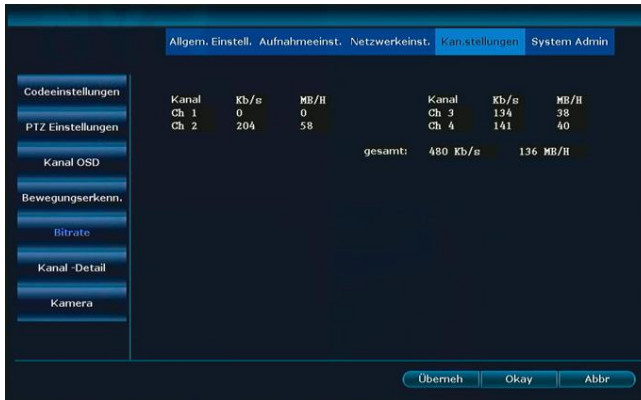 Allgem. Einstell. Aufnahmeeinst. Netzwerkeinst. Kan.stellungen System Admin
Codeeinstellungen
PTZ Einstellungen
Kanal OSD
Bewegungserkenn.
Bitrate
Kanal -Detail
Kamera
Kanal Kb/s MB/H Kanal Kb/s MB/H
Ch 1 0 0 Ch 3 134 38
Ch 2 204 58 Ch 4 141 40
gesamt: 480 Kb/s 136 MB/H
Überneh Okay Abbr